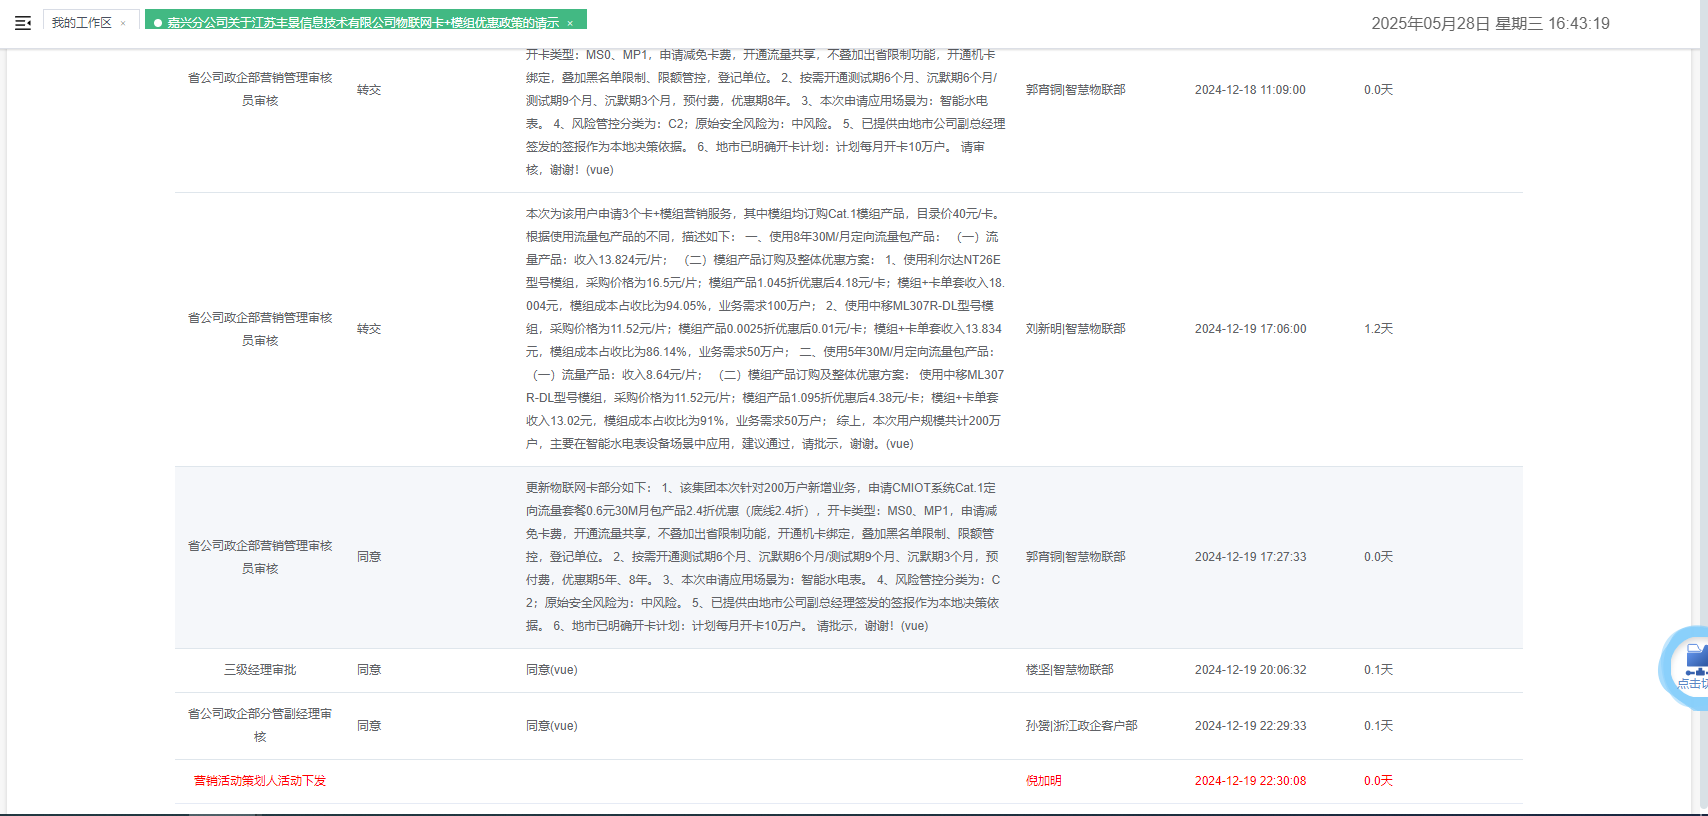 我的工作区 ×
嘉兴分公司关于江苏丰景信息技术有限公司物联网卡+模组优惠政策的请示 ×
2025年05月28日 星期三 16:43:19
省公司政企部营销管理审核
员审核
转交
开卡类型：MS0、MP1，申请减免卡费，开通流量共享，不叠加出省限制功能，开通机卡
绑定，叠加黑名单限制、限额管控，登记单位。 2、按需开通测试期6个月、沉默期6个月/
测试期9个月、沉默期3个月，预付费，优惠期8年。 3、本次申请应用场景为：智能水电
表。 4、风险管控分类为：C2；原始安全风险为：中风险。 5、已提供由地市公司副总经理
签发的签报作为本地决策依据。 6、地市已明确开卡计划：计划每月开卡10万户。 请审
核，谢谢！(vue)
郭宵钶|智慧物联部
2024-12-18 11:09:00
0.0天
省公司政企部营销管理审核
员审核
转交
本次为该用户申请3个卡+模组营销服务，其中模组均订购Cat.1模组产品，目录价40元/卡。
根据使用流量包产品的不同，描述如下： 一、使用8年30M/月定向流量包产品： （一）流
量产品：收入13.824元/片； （二）模组产品订购及整体优惠方案： 1、使用利尔达NT26E
型号模组，采购价格为16.5元/片；模组产品1.045折优惠后4.18元/卡；模组+卡单套收入18.
004元，模组成本占收比为94.05%，业务需求100万户； 2、使用中移ML307R-DL型号模
组，采购价格为11.52元/片；模组产品0.0025折优惠后0.01元/卡；模组+卡单套收入13.834
元，模组成本占收比为86.14%，业务需求50万户； 二、使用5年30M/月定向流量包产品：
（一）流量产品：收入8.64元/片； （二）模组产品订购及整体优惠方案： 使用中移ML307
R-DL型号模组，采购价格为11.52元/片；模组产品1.095折优惠后4.38元/卡；模组+卡单套
收入13.02元，模组成本占收比为91%，业务需求50万户； 综上，本次用户规模共计200万
户，主要在智能水电表设备场景中应用，建议通过，请批示，谢谢。(vue)
刘新明|智慧物联部
2024-12-19 17:06:00
1.2天
省公司政企部营销管理审核
员审核
同意
更新物联网卡部分如下： 1、该集团本次针对200万户新增业务，申请CMIOT系统Cat.1定
向流量套餐0.6元30M月包产品2.4折优惠（底线2.4折），开卡类型：MS0、MP1，申请减
免卡费，开通流量共享，不叠加出省限制功能，开通机卡绑定，叠加黑名单限制、限额管
控，登记单位。 2、按需开通测试期6个月、沉默期6个月/测试期9个月、沉默期3个月，预
付费，优惠期5年、8年。 3、本次申请应用场景为：智能水电表。 4、风险管控分类为：C
2；原始安全风险为：中风险。 5、已提供由地市公司副总经理签发的签报作为本地决策依
据。 6、地市已明确开卡计划：计划每月开卡10万户。 请批示，谢谢！(vue)
郭宵钶|智慧物联部
2024-12-19 17:27:33
0.0天
三级经理审批
同意
同意(vue)
楼坚|智慧物联部
2024-12-19 20:06:32
0.1天
省公司政企部分管副经理审
核
同意
同意(vue)
孙赟|浙江政企客户部
2024-12-19 22:29:33
0.1天
营销活动策划人活动下发
倪加明
2024-12-19 22:30:08
0.0天
点击